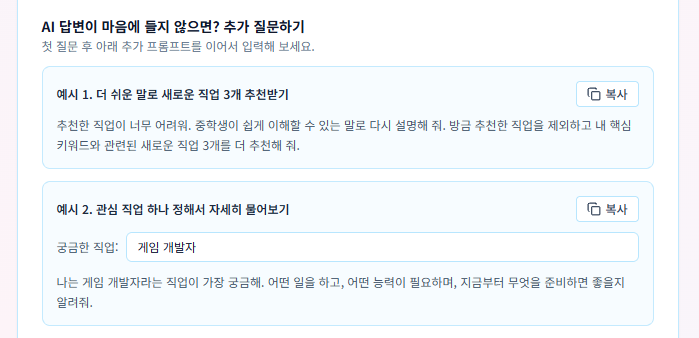 AI 답변이 마음에 들지 않으면? 추가 질문하기
첫 질문 후 아래 추가 프롬프트를 이어서 입력해 보세요.
예시 1. 더 쉬운 말로 새로운 직업 3개 추천받기
복사
추천한 직업이 너무 어려워. 중학생이 쉽게 이해할 수 있는 말로 다시 설명해 줘. 방금 추천한 직업을 제외하고 내 핵심
키워드와 관련된 새로운 직업 3개를 더 추천해 줘.
예시 2. 관심 직업 하나 정해서 자세히 물어보기
복사
궁금한 직업: 게임 개발자
나는 게임 개발자라는 직업이 가장 궁금해. 어떤 일을 하고, 어떤 능력이 필요하며, 지금부터 무엇을 준비하면 좋을지
알려줘.